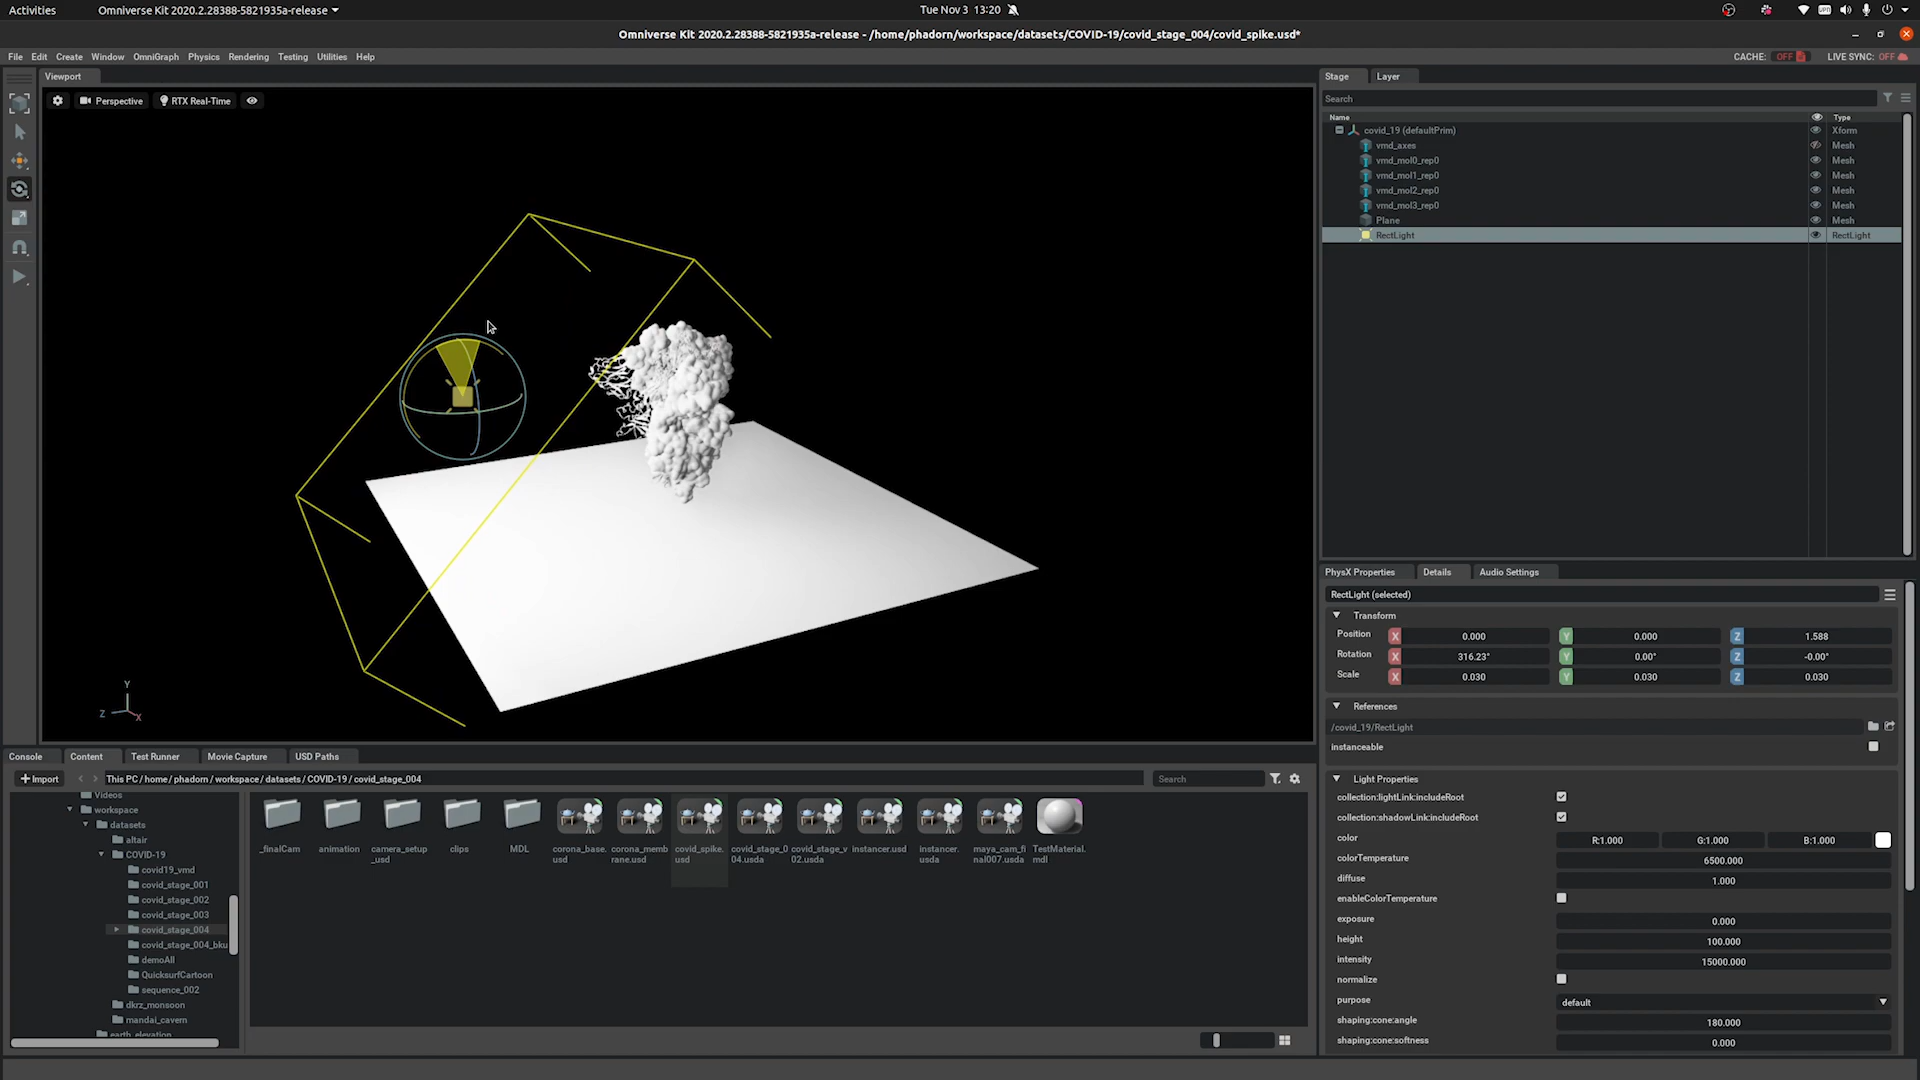 Activities
Omniverse Kit 2020.2.28388-5821935a-release
Tue Nov 3 13:20
Omniverse Kit 2020.2.28388-5821935a-release - /home/phadorn/workspace/datasets/COVID-19/covid_stage_004/covid_spike.usd*
File Edit Create Window OmniGraph Physics Rendering Testing Utilities Help
CACHE: OFF LIVE SYNC: OFF
Viewport
Perspective RTX Real-Time
Y
Z
X
Stage Layer
Search
Name Type
covid_19 (defaultPrim) Xform
vmd_axes Mesh
vmd_mol0_rep0 Mesh
vmd_mol1_rep0 Mesh
vmd_mol2_rep0 Mesh
vmd_mol3_rep0 Mesh
Plane Mesh
RectLight RectLight
PhysX Properties Details Audio Settings
RectLight (selected)
Transform
Position X 0.000 Y 0.000 Z 1.588
Rotation X 316.23° Y 0.00° Z -0.00°
Scale X 0.030 Y 0.030 Z 0.030
References
/covid_19/RectLight
instanceable
Light Properties
collection:lightLink:includeRoot
collection:shadowLink:includeRoot
color R:1.000 G:1.000 B:1.000
colorTemperature 6500.000
diffuse 1.000
enableColorTemperature
exposure 0.000
height 100.000
intensity 15000.000
normalize
purpose default
shaping:cone:angle 180.000
shaping:cone:softness 0.000
Console Content Test Runner Movie Capture USD Paths
Import
This PC / home / phadorn / workspace / datasets / COVID-19 / covid_stage_004
Search
Videos
workspace
datasets
altair
COVID-19
covid19_vmd
covid_stage_001
covid_stage_002
covid_stage_003
covid_stage_004
covid_stage_004_bku
demoAll
QuicksurfCartoon
sequence_002
dkrz_monsoon
mandai_cavern
earth_elevation
_finalCam animation camera_setup clips MDL corona_base. corona_memb covid_spike. covid_stage_0 covid_stage_v instancer.usd instancer. maya_cam_fi TestMaterial.
_usd usd rane.usd usd 04.usda 02.usda usda nal007.usda mdl